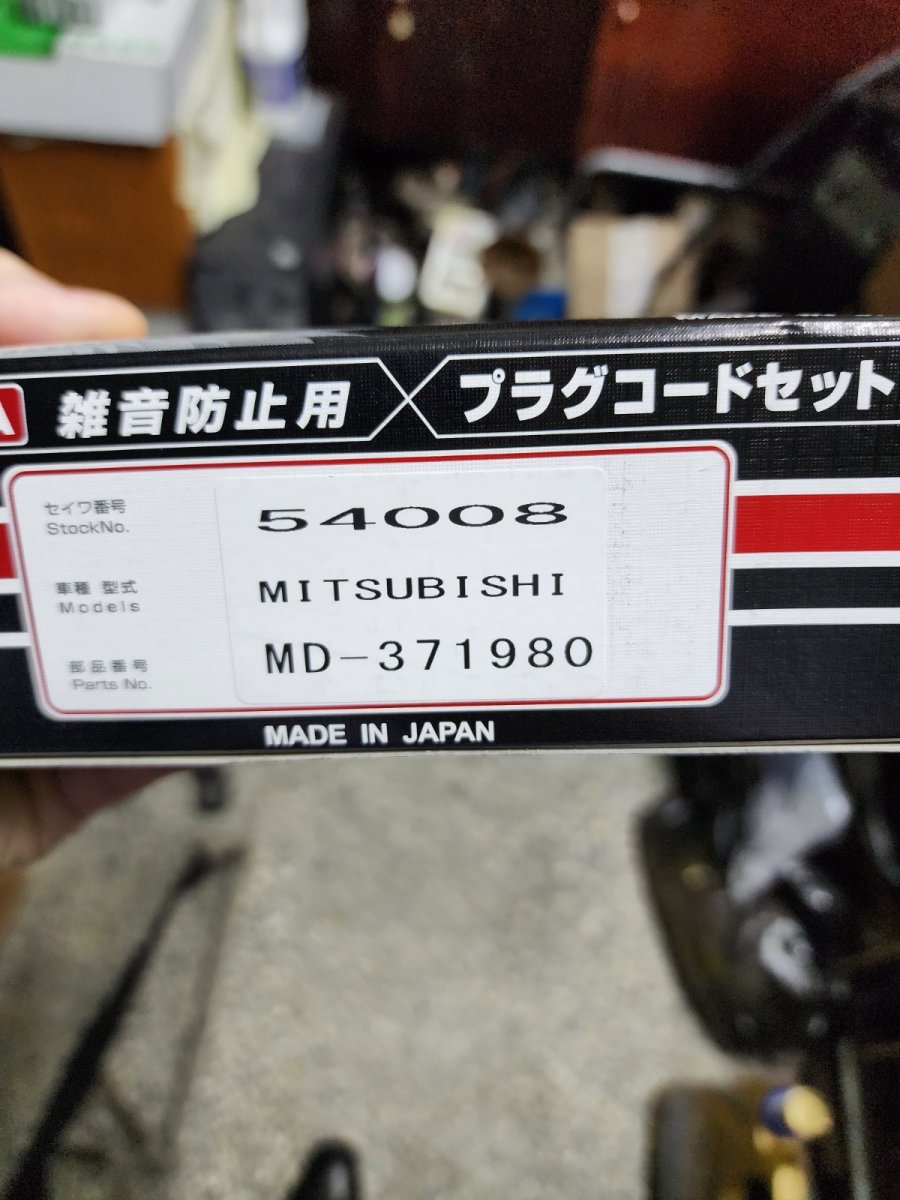 雑音防止用 プラグコードセット
セイワ番号
StockNo.
54008
車種 型式
Models
MITSUBISHI
部品番号
Parts No.
MD-371980
MADE IN JAPAN